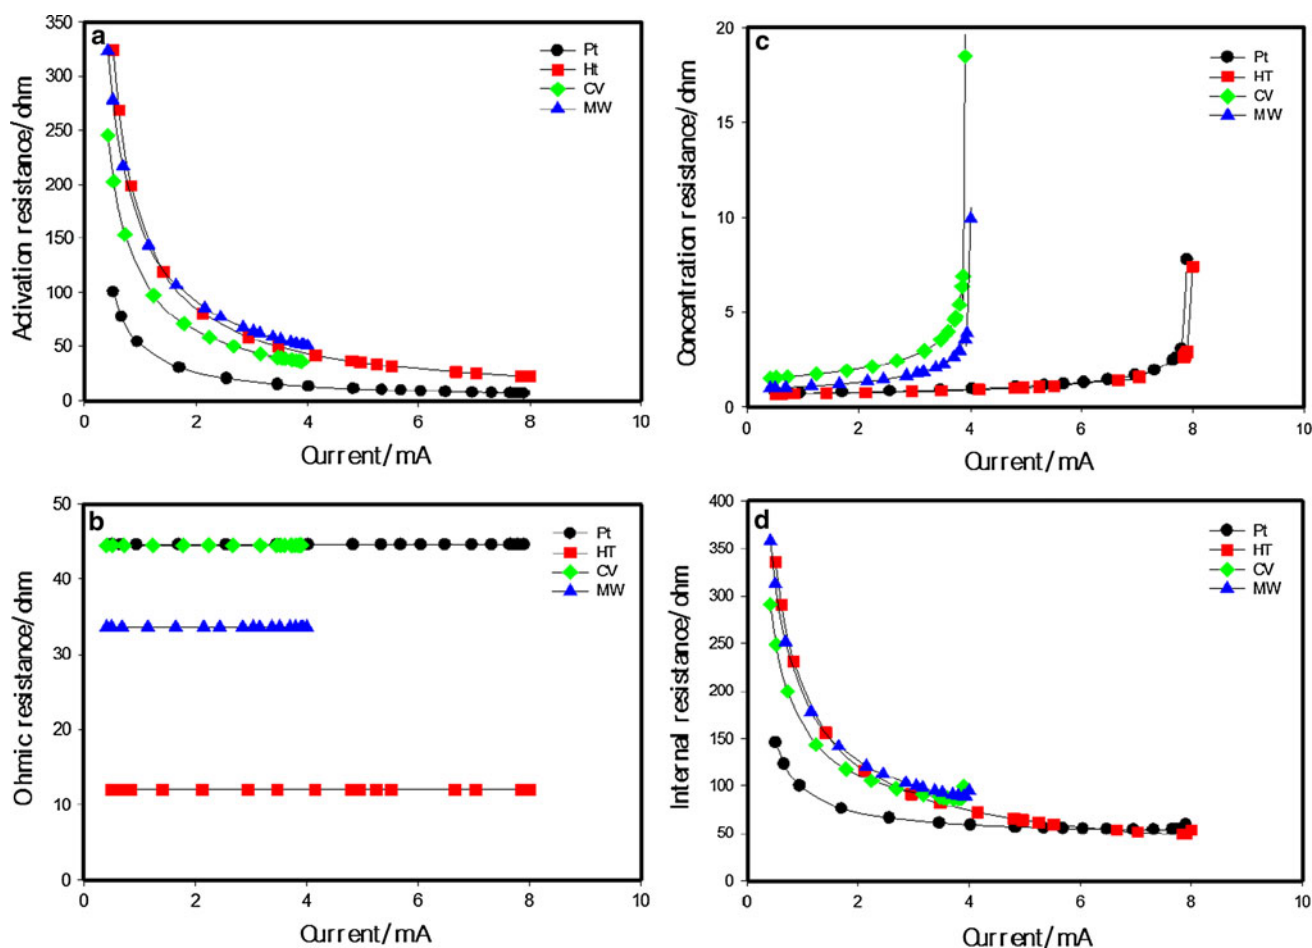 a
350
300
250
200
150
100
50
0
Activation resistance/ohm
0 2 4 6 8 10
Current/mA
Pt
Ht
CV
MW
c
20
15
10
5
0
Concentration resistance/ohm
0 2 4 6 8 10
Current/mA
Pt
HT
CV
MW
b
50
40
30
20
10
0
Ohmic resistance/ohm
0 2 4 6 8 10
Current/mA
Pt
HT
CV
MW
d
400
350
300
250
200
150
100
50
0
Internal resistance/ohm
0 2 4 6 8 10
Current/mA
Pt
HT
CV
MW